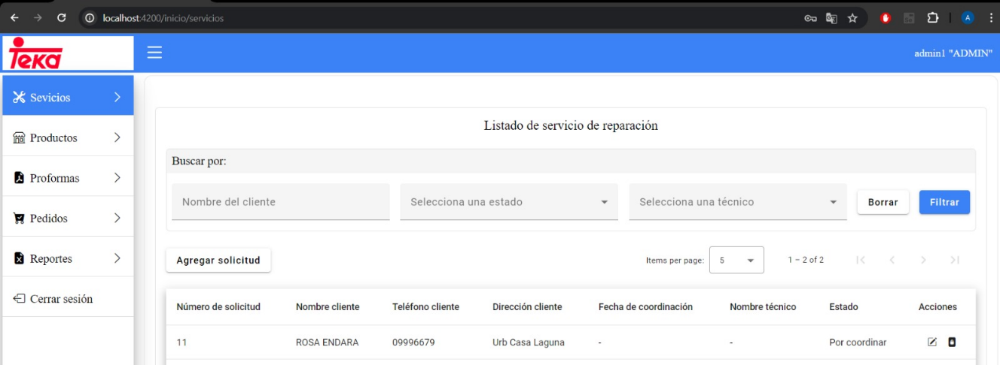 localhost:4200/inicio/servicios
A
Teka
admin1 "ADMIN"
Sevicios
Productos
Proformas
Pedidos
Reportes
Cerrar sesión
Listado de servicio de reparación
Buscar por:
Nombre del cliente Selecciona una estado Selecciona una técnico Borrar Filtrar
Agregar solicitud Items per page: 5 1 – 2 of 2
Número de solicitud Nombre cliente Teléfono cliente Dirección cliente Fecha de coordinación Nombre técnico Estado Acciones
11 ROSA ENDARA 09996679 Urb Casa Laguna - - Por coordinar